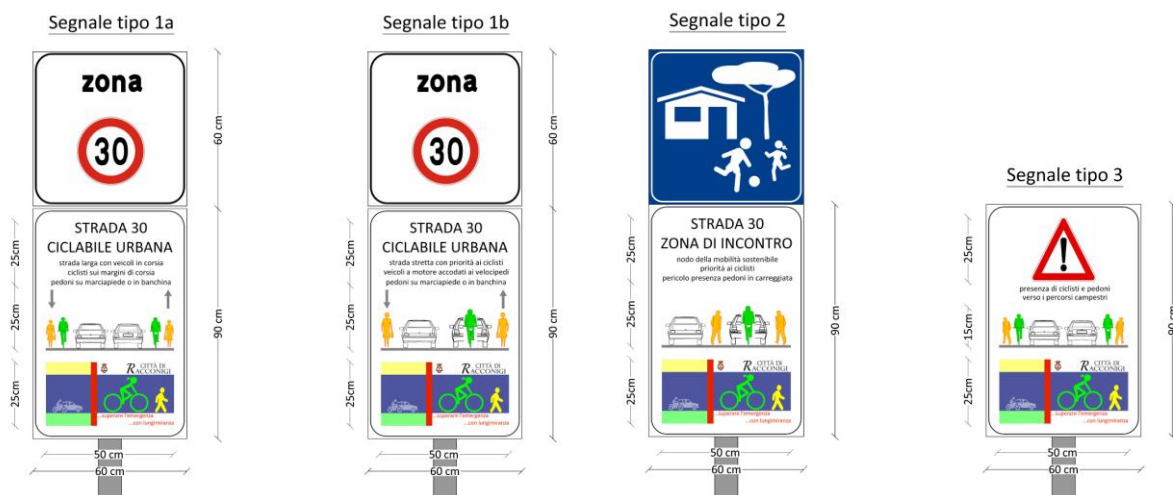 Segnale tipo 1a
zona
30
60 cm
STRADA 30
CICLABILE URBANA
strada larga con veicoli in corsia
ciclisti sui margini di corsia
pedoni su marciapiede o in banchina
25cm
25cm
25cm
90 cm
CITTÀ DI
RACCONIGI
...superare l'emergenza
...con lungimiranza
50 cm
60 cm
Segnale tipo 1b
zona
30
60 cm
STRADA 30
CICLABILE URBANA
strada stretta con priorità ai ciclisti
veicoli a motore accodati ai velocipedi
pedoni su marciapiede o in banchina
25cm
25cm
25cm
90 cm
CITTÀ DI
RACCONIGI
...superare l'emergenza
...con lungimiranza
50 cm
60 cm
Segnale tipo 2
60 cm
STRADA 30
ZONA DI INCONTRO
nodo della mobilità sostenibile
priorità ai ciclisti
pericolo presenza pedoni in carreggiata
25cm
25cm
25cm
90 cm
CITTÀ DI
RACCONIGI
...superare l'emergenza
...con lungimiranza
50 cm
60 cm
Segnale tipo 3
presenza di ciclisti e pedoni
verso i percorsi campestri
25cm
15cm
25cm
90 cm
CITTÀ DI
RACCONIGI
...superare l'emergenza
...con lungimiranza
50 cm
60 cm